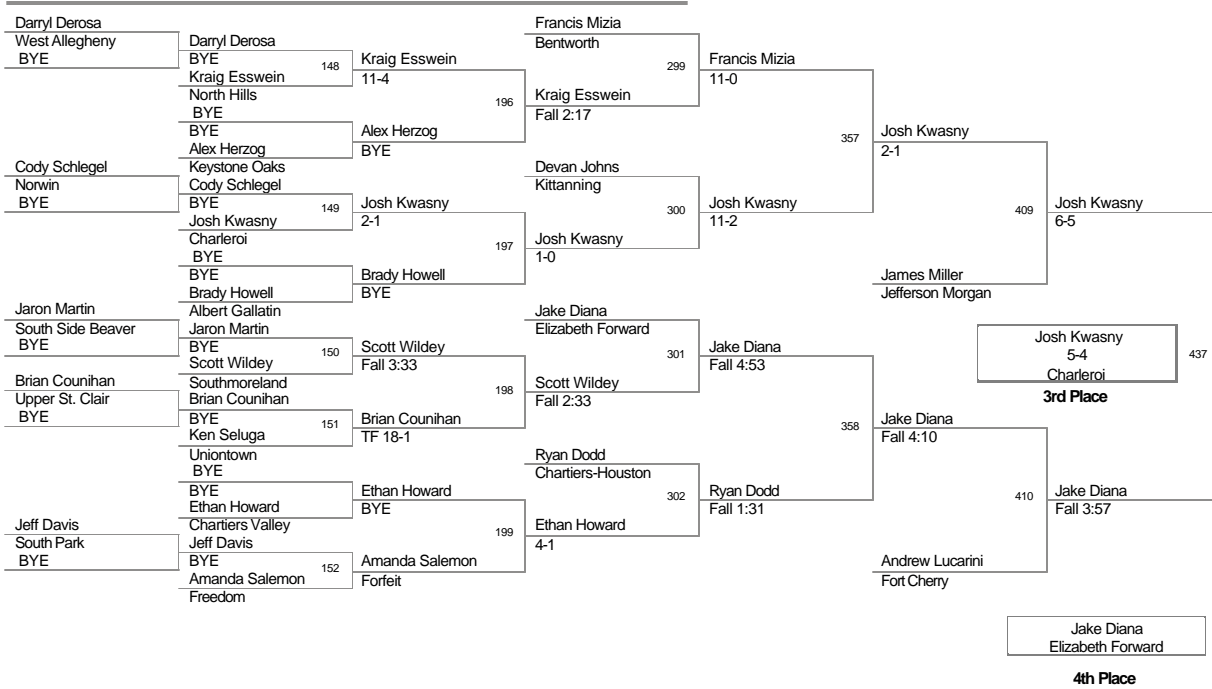 Darryl Derosa
West Allegheny
BYE
Cody Schlegel
Norwin
BYE
Jaron Martin
South Side Beaver
BYE
Brian Counihan
Upper St. Clair
BYE
Jeff Davis
South Park
BYE
Darryl Derosa
BYE
148
Kraig Esswein
North Hills
BYE
BYE
Alex Herzog
Keystone Oaks
Cody Schlegel
BYE
149
Josh Kwasny
Charleroi
BYE
BYE
Brady Howell
Albert Gallatin
Jaron Martin
BYE
150
Scott Wildey
Southmoreland
Brian Counihan
BYE
151
Ken Seluga
Uniontown
BYE
BYE
Ethan Howard
Chartiers Valley
Jeff Davis
BYE
152
Amanda Salemon
Freedom
Kraig Esswein
11-4
196
Alex Herzog
BYE
Josh Kwasny
2-1
197
Brady Howell
BYE
Scott Wildey
Fall 3:33
198
Brian Counihan
TF 18-1
Ethan Howard
BYE
199
Amanda Salemon
Forfeit
Francis Mizia
Bentworth
299
Kraig Esswein
Fall 2:17
Devan Johns
Kittanning
300
Josh Kwasny
1-0
Jake Diana
Elizabeth Forward
301
Scott Wildey
Fall 2:33
Ryan Dodd
Chartiers-Houston
302
Ethan Howard
4-1
Francis Mizia
11-0
357
Josh Kwasny
11-2
Jake Diana
Fall 4:53
358
Ryan Dodd
Fall 1:31
Josh Kwasny
2-1
409
James Miller
Jefferson Morgan
Jake Diana
Fall 4:10
410
Andrew Lucarini
Fort Cherry
Josh Kwasny
6-5
Josh Kwasny
5-4
Charleroi
437
3rd Place
Jake Diana
Fall 3:57
Jake Diana
Elizabeth Forward
4th Place